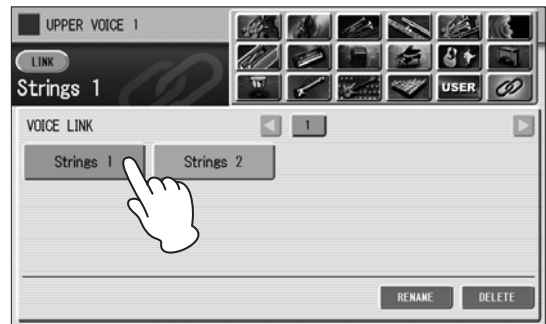 UPPER VOICE 1
LINK
Strings 1
USER
VOICE LINK
1
Strings 1
Strings 2
RENAME
DELETE